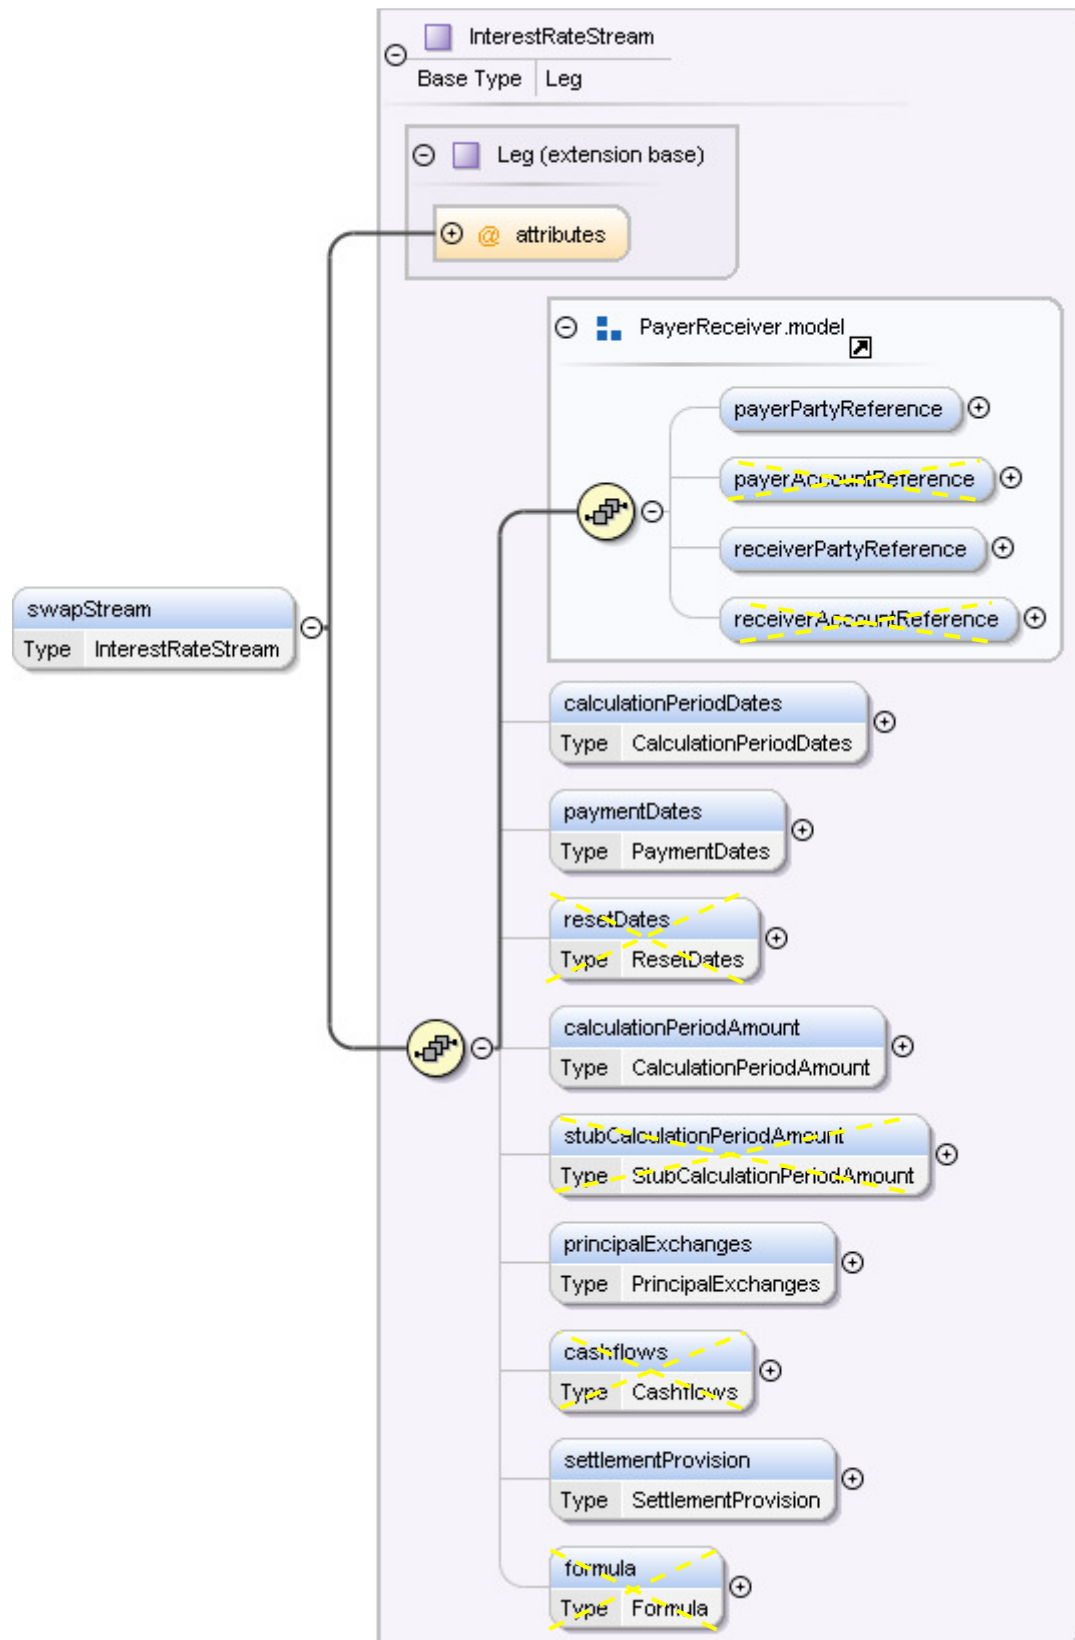 InterestRateStream
Base Type Leg
Leg (extension base)
@ attributes
PayerReceiver.model
payerPartyReference
payerAccountReference
receiverPartyReference
receiverAccountReference
swapStream
Type InterestRateStream
calculationPeriodDates
Type CalculationPeriodDates
paymentDates
Type PaymentDates
resetDates
Type ResetDates
calculationPeriodAmount
Type CalculationPeriodAmount
stubCalculationPeriodAmount
Type StubCalculationPeriodAmount
principalExchanges
Type PrincipalExchanges
cashflows
Type Cashflows
settlementProvision
Type SettlementProvision
formula
Type Formula